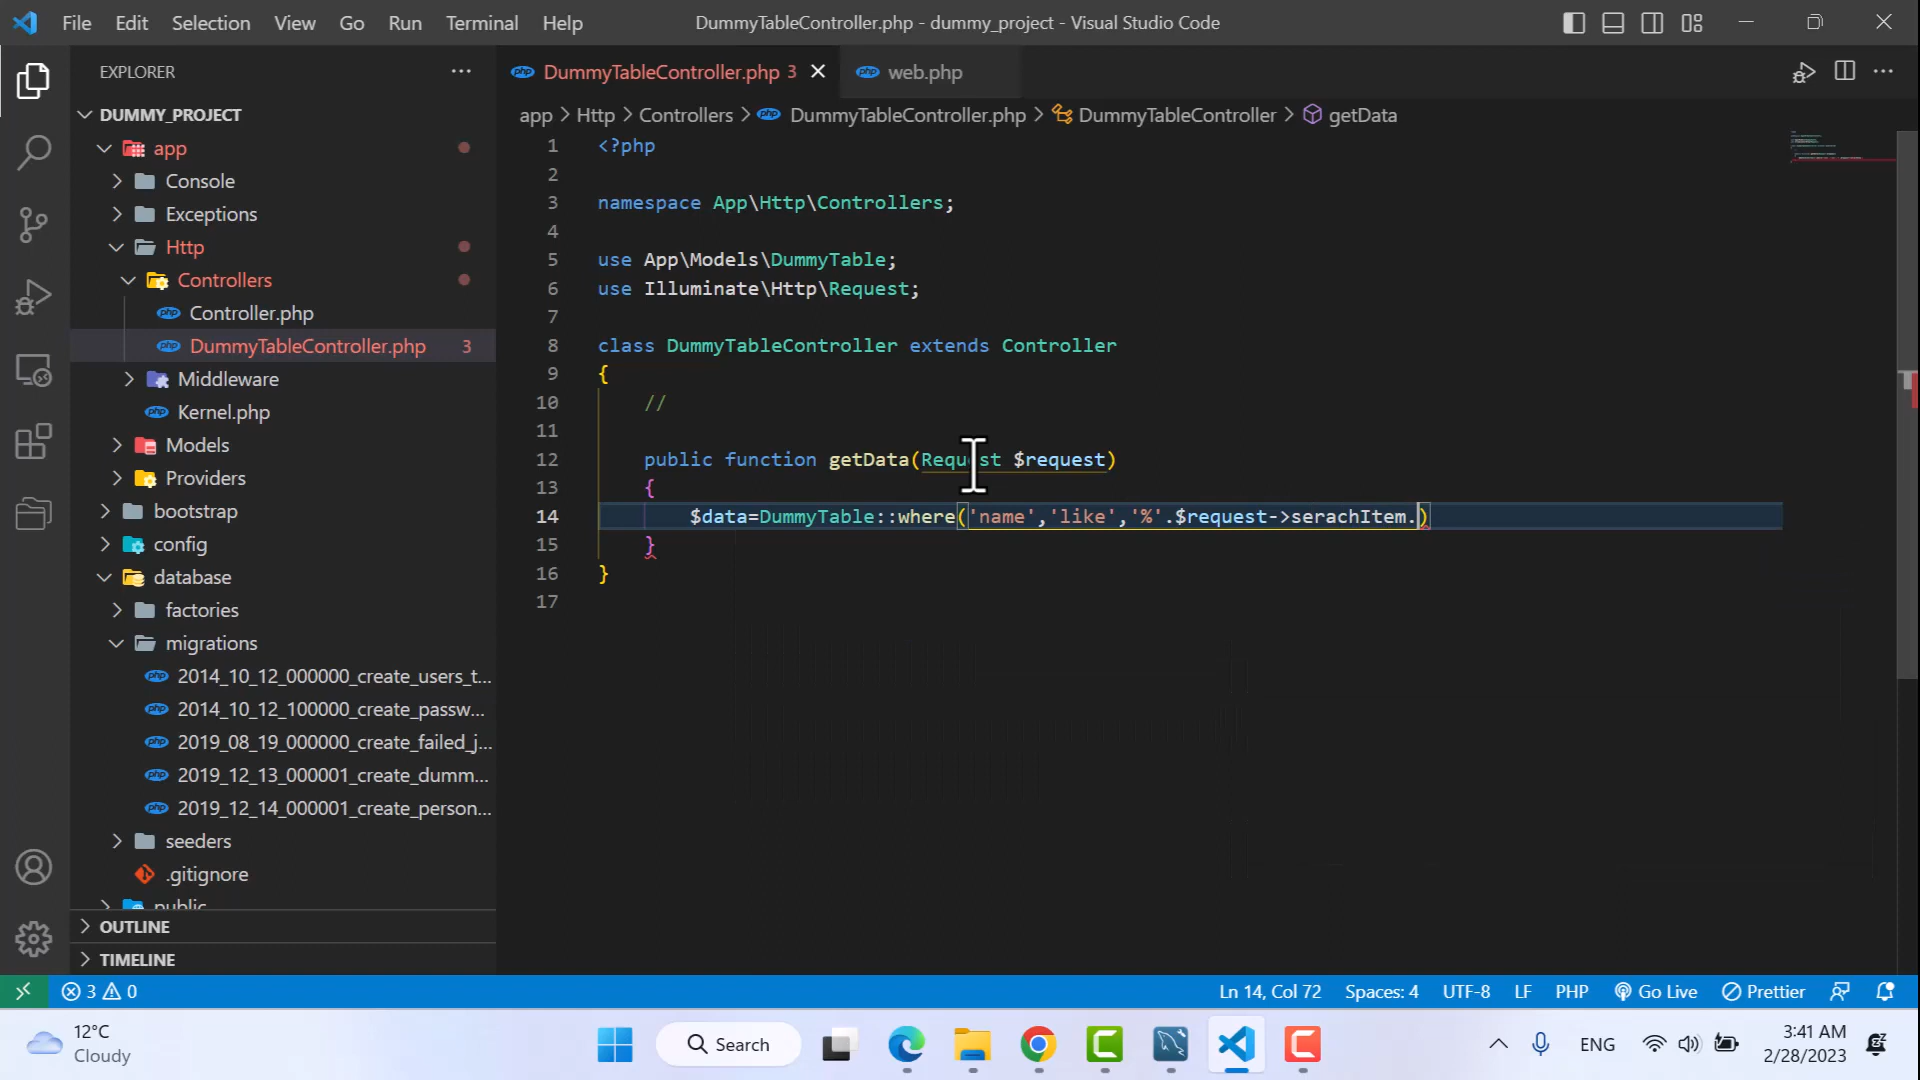 File Edit Selection View Go Run Terminal Help DummyTableController.php - dummy_project - Visual Studio Code
EXPLORER
DUMMY_PROJECT
app
Console
Exceptions
Http
Controllers
Controller.php
DummyTableController.php 3
Middleware
Kernel.php
Models
Providers
bootstrap
config
database
factories
migrations
2014_10_12_000000_create_users_t...
2014_10_12_100000_create_passw...
2019_08_19_000000_create_failed_j...
2019_12_13_000001_create_dumm...
2019_12_14_000001_create_person...
seeders
.gitignore
public
OUTLINE
TIMELINE
php DummyTableController.php 3 php web.php
app > Http > Controllers > php DummyTableController.php > DummyTableController > getData
1 <?php
2
3 namespace App\Http\Controllers;
4
5 use App\Models\DummyTable;
6 use Illuminate\Http\Request;
7
8 class DummyTableController extends Controller
9 {
10 //
11
12 public function getData(Request $request)
13 {
14 $data=DummyTable::where('name','like','%'.$request->serachItem.)
15 }
16 }
17
3 0 Ln 14, Col 72 Spaces: 4 UTF-8 LF PHP Go Live Prettier
12°C
Cloudy
Search
ENG
3:41 AM
2/28/2023